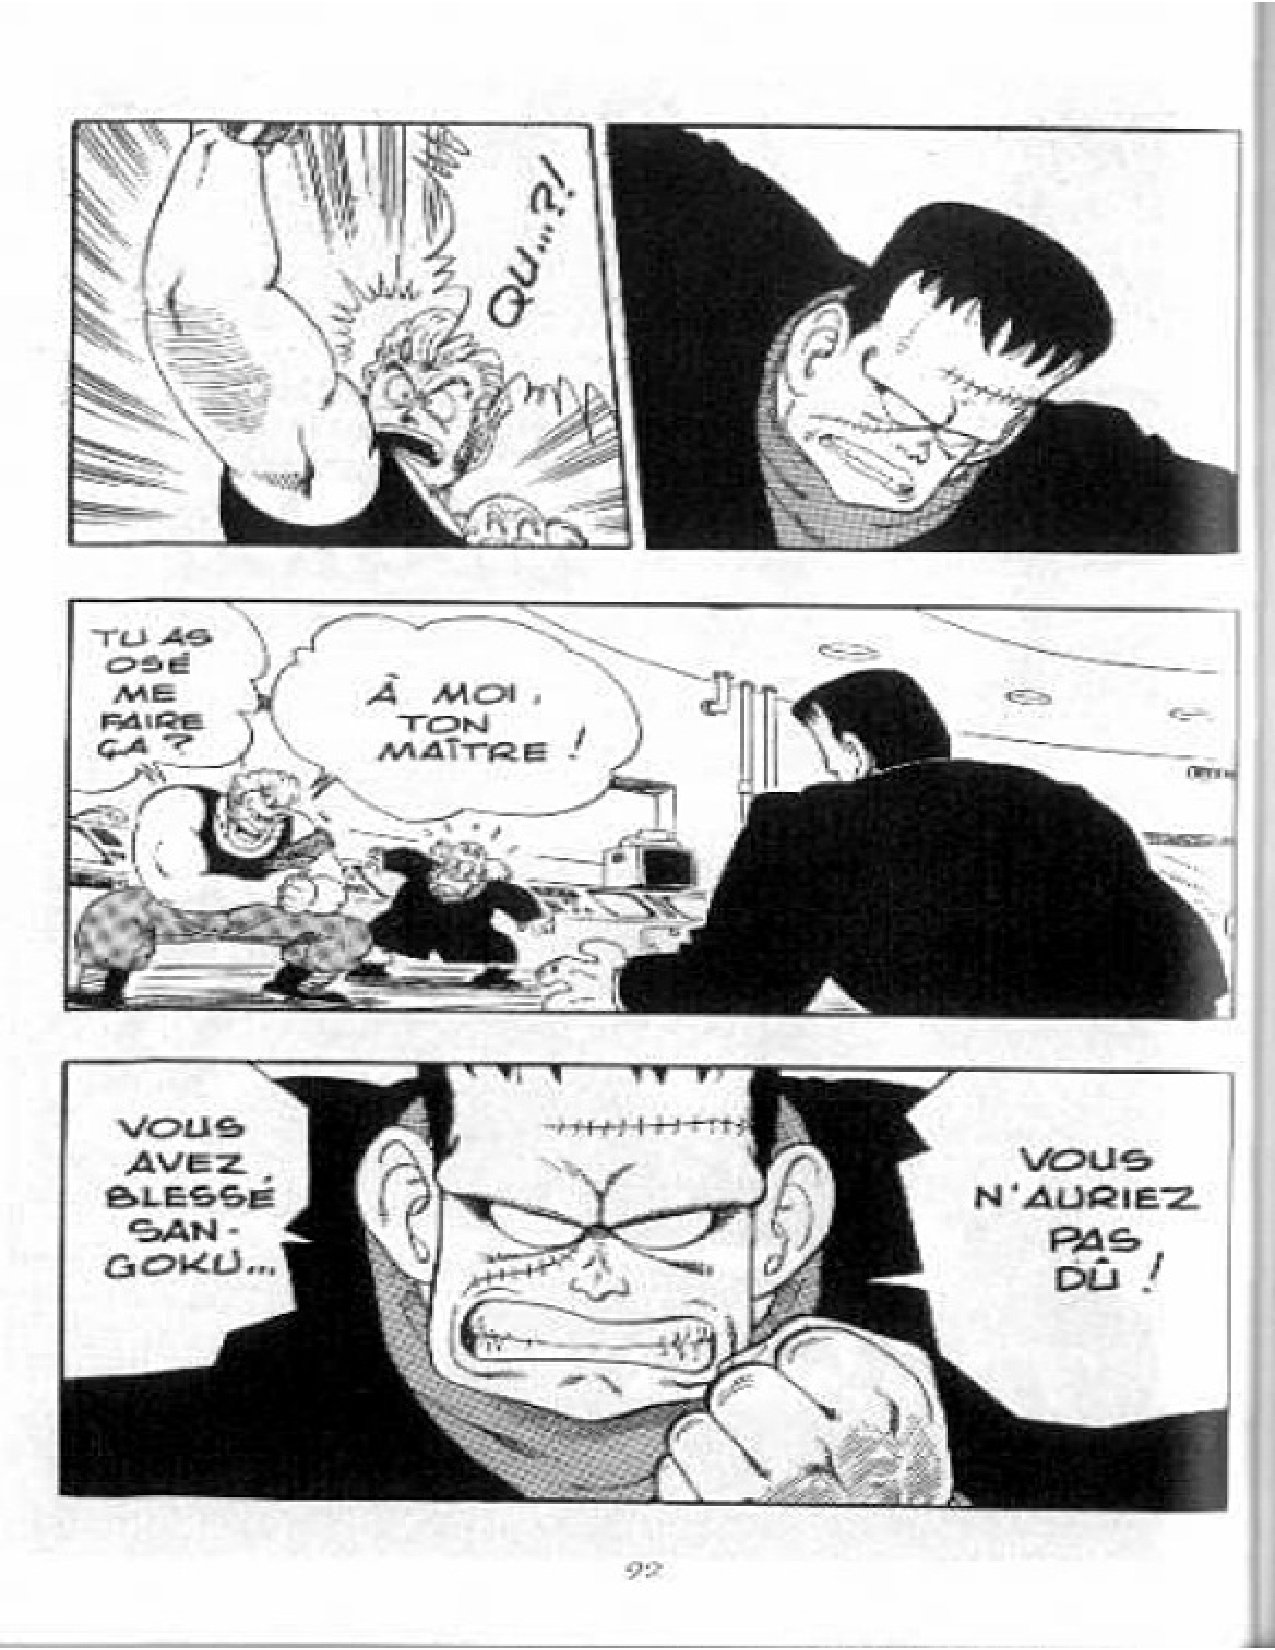 QU...?!
TU AS
OSÉ
ME
FAIRE
ÇA?
À MOI,
TON
MAÎTRE !
VOUS
AVEZ
BLESSÉ
SAN-
GOKU...
VOUS
N'AURIEZ
PAS
DÛ !
92